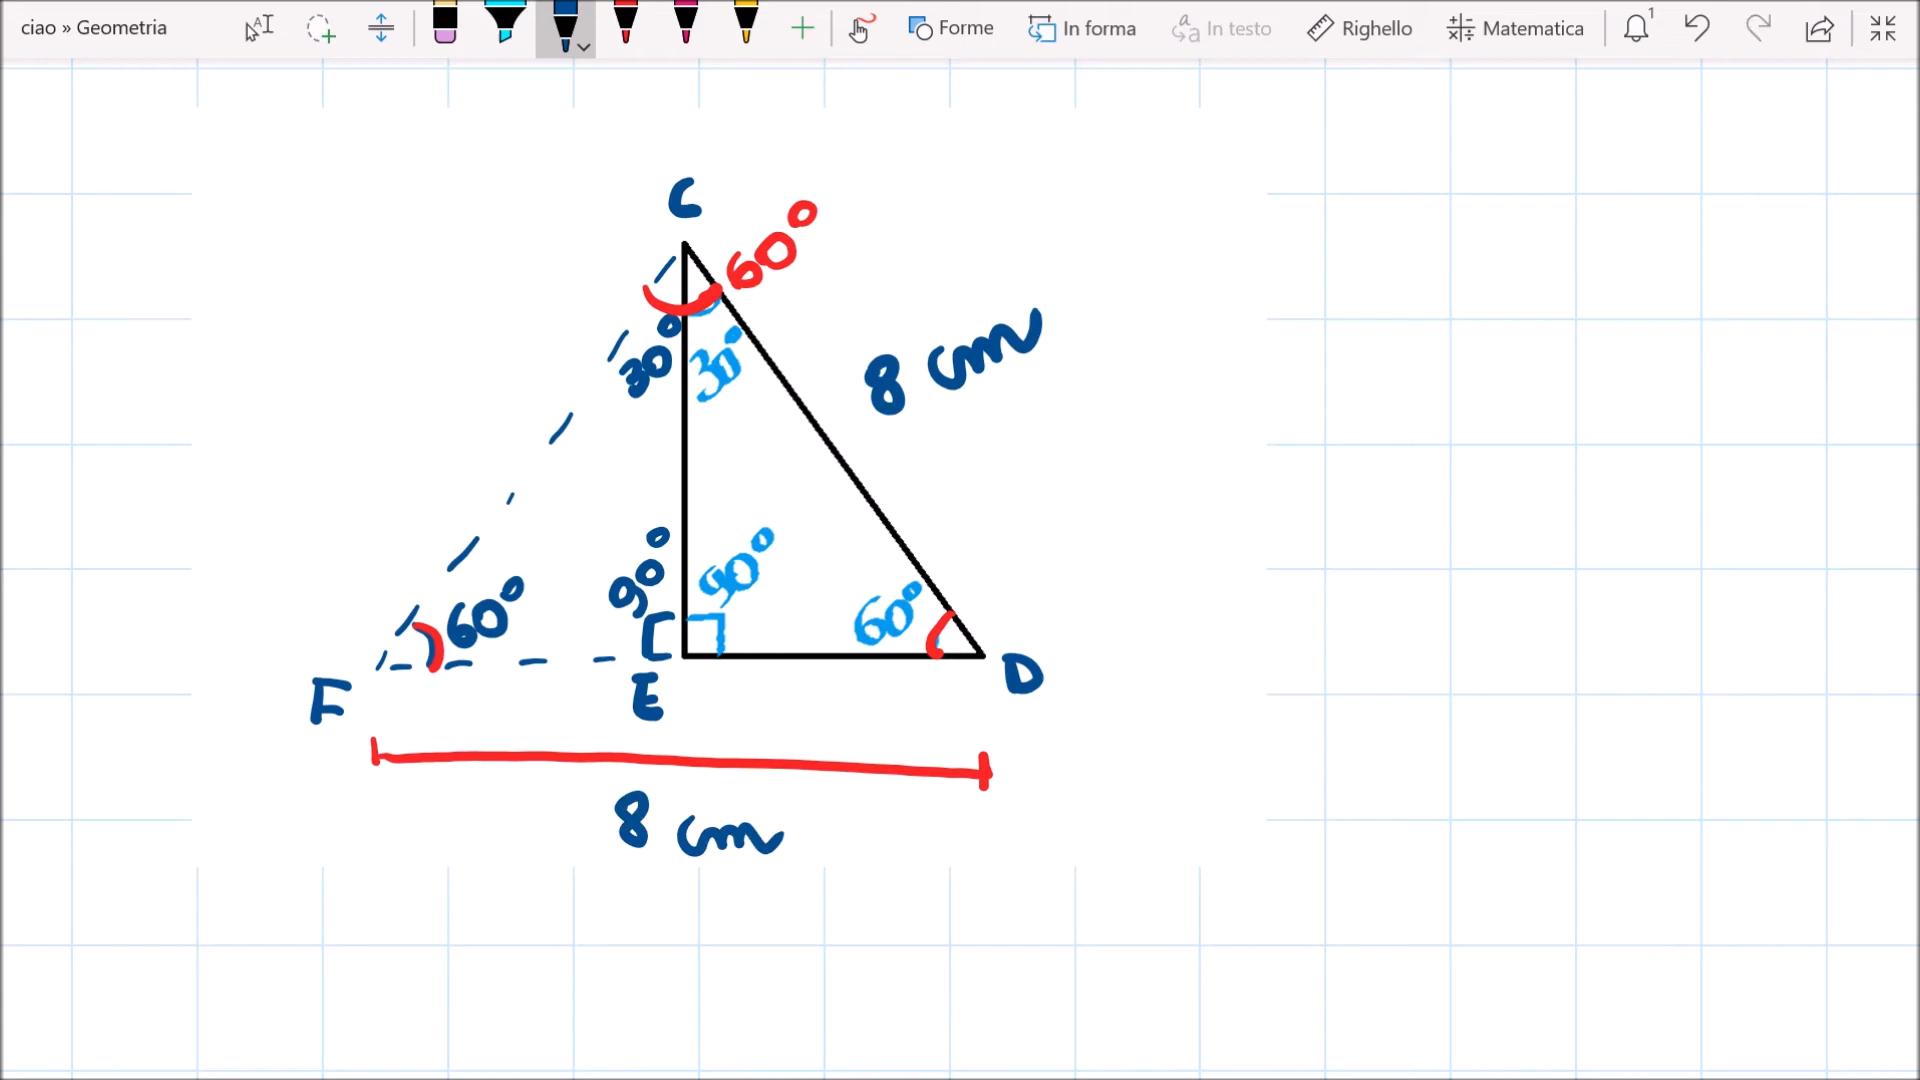 ciao » Geometria
Forme
In forma
In testo
Righello
Matematica
1
C
60°
30°
30°
8 cm
90°
90°
60°
60°
F
E
D
8 cm